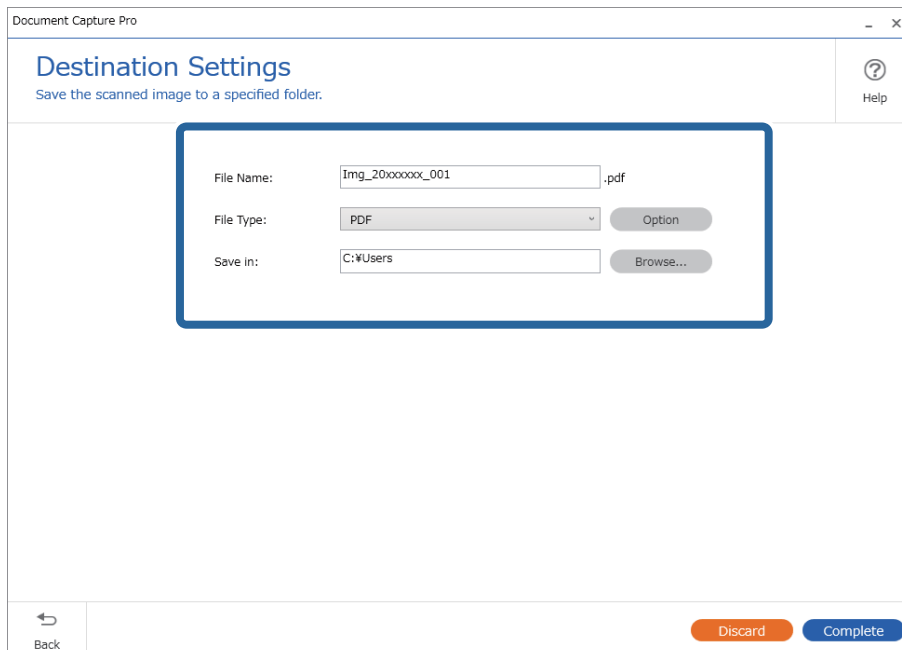 Document Capture Pro
Destination Settings
Save the scanned image to a specified folder.
Help
File Name: Img_20xxxxxx_001 .pdf
File Type: PDF Option
Save in: C:¥Users Browse...
Back
Discard Complete